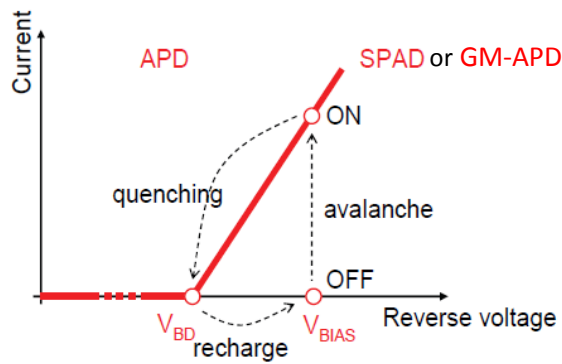 Current
APD
SPAD or GM-APD
ON
quenching
avalanche
OFF
V_BD
V_BIAS
Reverse voltage
recharge